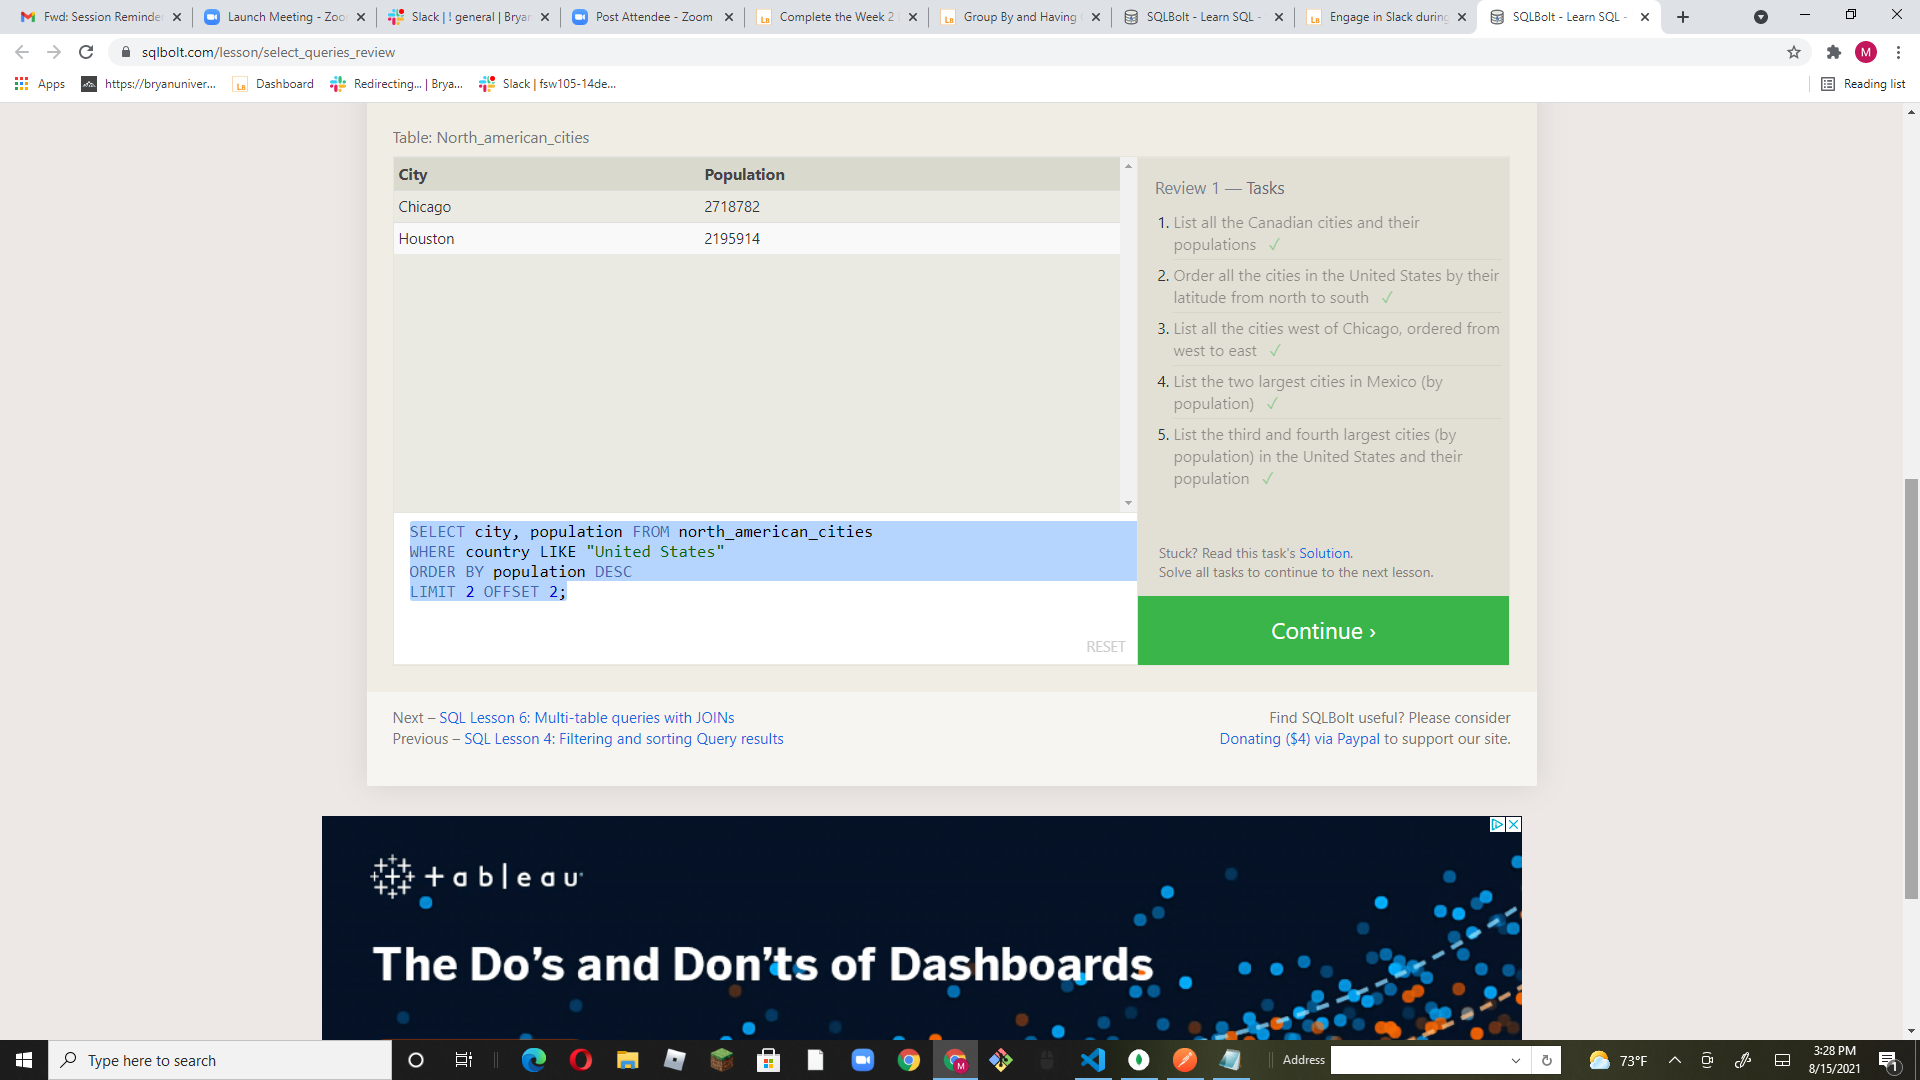 Fwd: Session Reminde
Launch Meeting - Zoo
Slack | ! general | Brya
Post Attendee - Zoom
Complete the Week 2
Group By and Having
SQLBolt - Learn SQL -
Engage in Slack during
SQLBolt - Learn SQL -
sqlbolt.com/lesson/select_queries_review
M
Apps
https://bryanuniver...
Dashboard
Redirecting... | Brya...
Slack | fsw105-14de...
Reading list
Table: North_american_cities
City Population
Chicago 2718782
Houston 2195914
Review 1 — Tasks
1. List all the Canadian cities and their
populations ✓
2. Order all the cities in the United States by their
latitude from north to south ✓
3. List all the cities west of Chicago, ordered from
west to east ✓
4. List the two largest cities in Mexico (by
population) ✓
5. List the third and fourth largest cities (by
population) in the United States and their
population ✓
Stuck? Read this task's Solution.
Solve all tasks to continue to the next lesson.
Continue ›
SELECT city, population FROM north_american_cities
WHERE country LIKE "United States"
ORDER BY population DESC
LIMIT 2 OFFSET 2;
RESET
Next – SQL Lesson 6: Multi-table queries with JOINs
Previous – SQL Lesson 4: Filtering and sorting Query results
Find SQLBolt useful? Please consider
Donating ($4) via Paypal to support our site.
+ableau
The Do's and Don'ts of Dashboards
Type here to search
Address
73°F
3:28 PM
8/15/2021
1